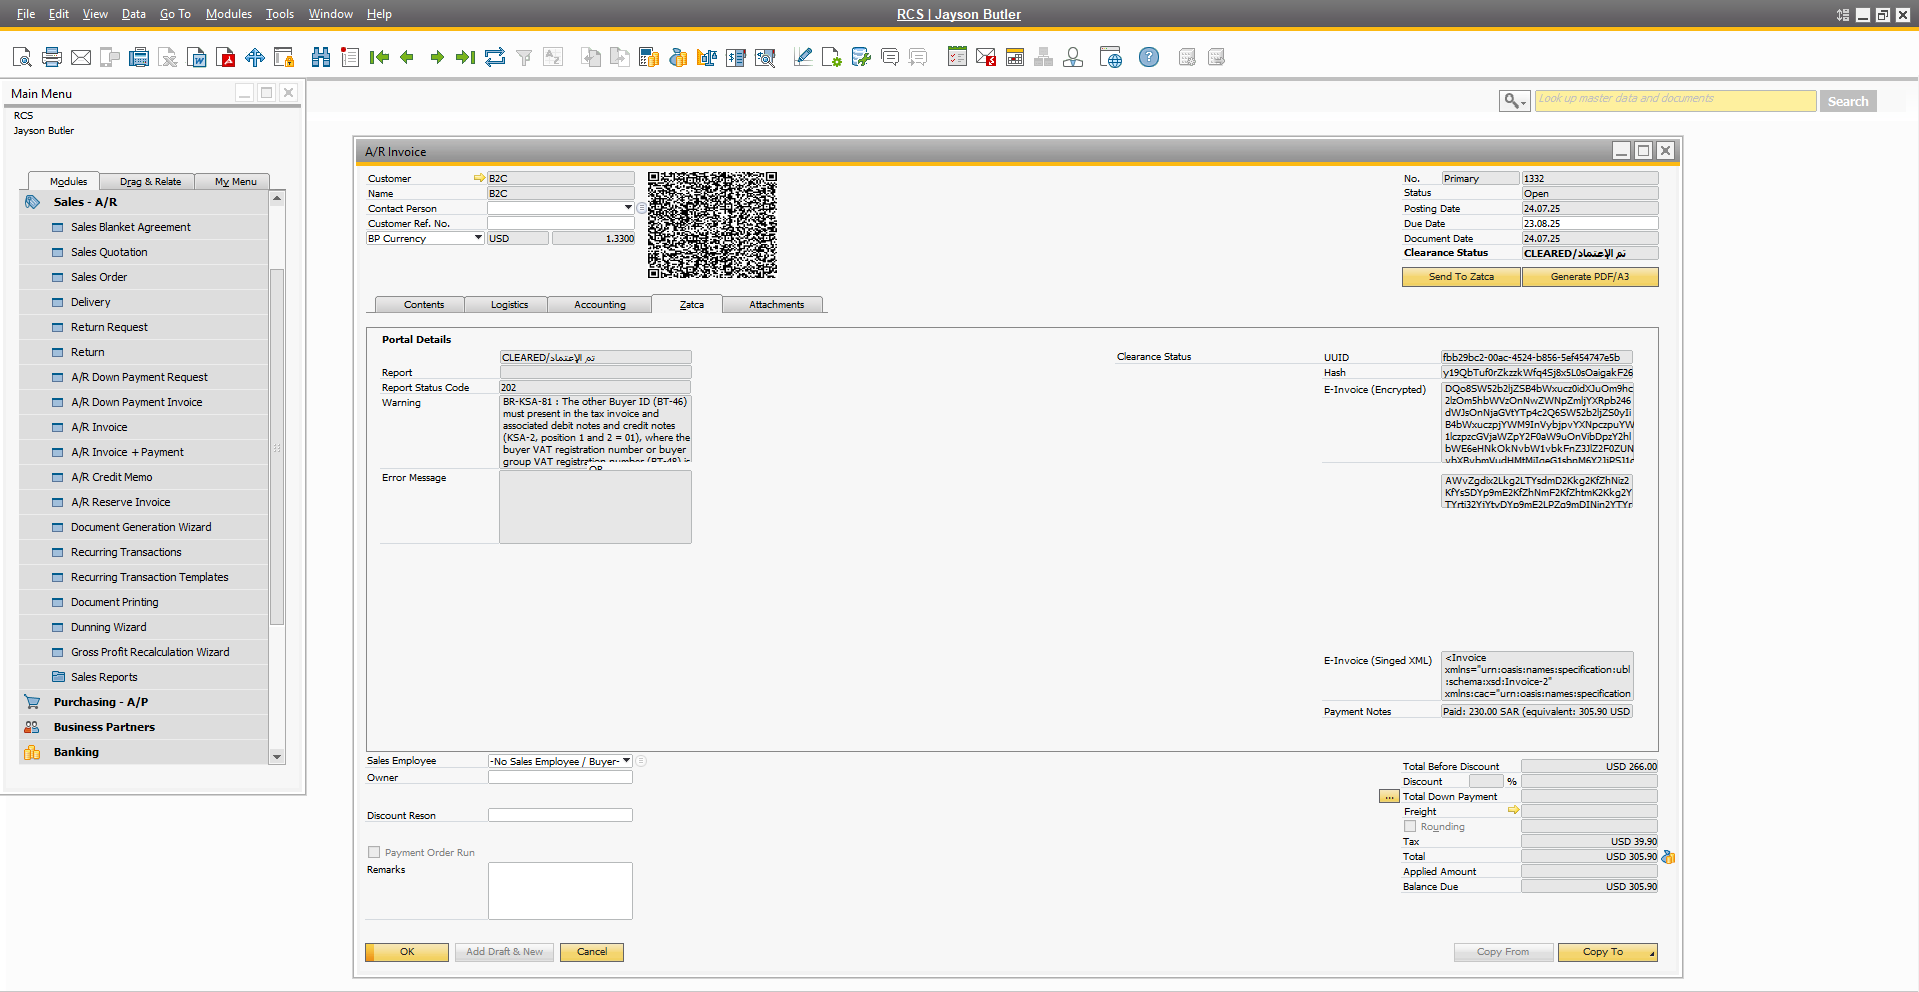 File Edit View Data Go To Modules Tools Window Help
RCS | Jayson Butler
Main Menu
RCS
Jayson Butler
Look up master data and documents
Search
Modules
Drag & Relate
My Menu
Sales - A/R
Sales Blanket Agreement
Sales Quotation
Sales Order
Delivery
Return Request
Return
A/R Down Payment Request
A/R Down Payment Invoice
A/R Invoice
A/R Invoice + Payment
A/R Credit Memo
A/R Reserve Invoice
Document Generation Wizard
Recurring Transactions
Recurring Transaction Templates
Document Printing
Dunning Wizard
Gross Profit Recalculation Wizard
Sales Reports
Purchasing - A/P
Business Partners
Banking
A/R Invoice
Customer B2C
Name B2C
Contact Person
Customer Ref. No.
BP Currency USD 1.3300
No. Primary 1332
Status Open
Posting Date 24.07.25
Due Date 23.08.25
Document Date 24.07.25
Clearance Status CLEARED/تم الإعتماد
Send To Zatca
Generate PDF/A3
Contents
Logistics
Accounting
Zatca
Attachments
Portal Details
CLEARED/تم الإعتماد
Report
Report Status Code 202
Warning
BR-KSA-81 : The other Buyer ID (BT-46)
must present in the tax invoice and
associated debit notes and credit notes
(KSA-2, position 1 and 2 = 01), where the
buyer VAT registration number or buyer
group VAT registration number (BT-48) is
OR
Error Message
Clearance Status
UUID fbb29bc2-00ac-4524-b856-5ef454747e5b
Hash y19QbTuf0rZkzzkWfq4Sj8x5L0sOaigakF26
E-Invoice (Encrypted)
DQo8SW52b2ljZSB4bWxucz0idXJuOm9hc
2lzOm5hbWVzOnNwZWNpZmljYXRpb246
dWJsOnNjaGVtYTp4c2Q6SW52b2ljZS0yIi
B4bWxuczpjYWM9InVybjpvYXNpczpuYW
1lczpzcGVjaWZpY2F0aW9uOnVibDpzY2hl
bWE6eHNkOkNvbW1vbkFnZ3JlZ2F0ZUN
AWvZgdix2Lkg2LTYsdmD2Kkg2KfZhNiz2
KfYsSDYp9mE2KfZhNmF2KfZhtmK2Kkg2Y
E-Invoice (Singed XML)
<Invoice
xmlns="urn:oasis:names:specification:ubl
:schema:xsd:Invoice-2"
xmlns:cac="urn:oasis:names:specification
Payment Notes Paid: 230.00 SAR (equivalent: 305.90 USD
Sales Employee -No Sales Employee / Buyer-
Owner
Discount Reson
Payment Order Run
Remarks
Total Before Discount USD 266.00
Discount %
... Total Down Payment
Freight
Rounding
Tax USD 39.90
Total USD 305.90
Applied Amount
Balance Due USD 305.90
OK
Add Draft & New
Cancel
Copy From
Copy To